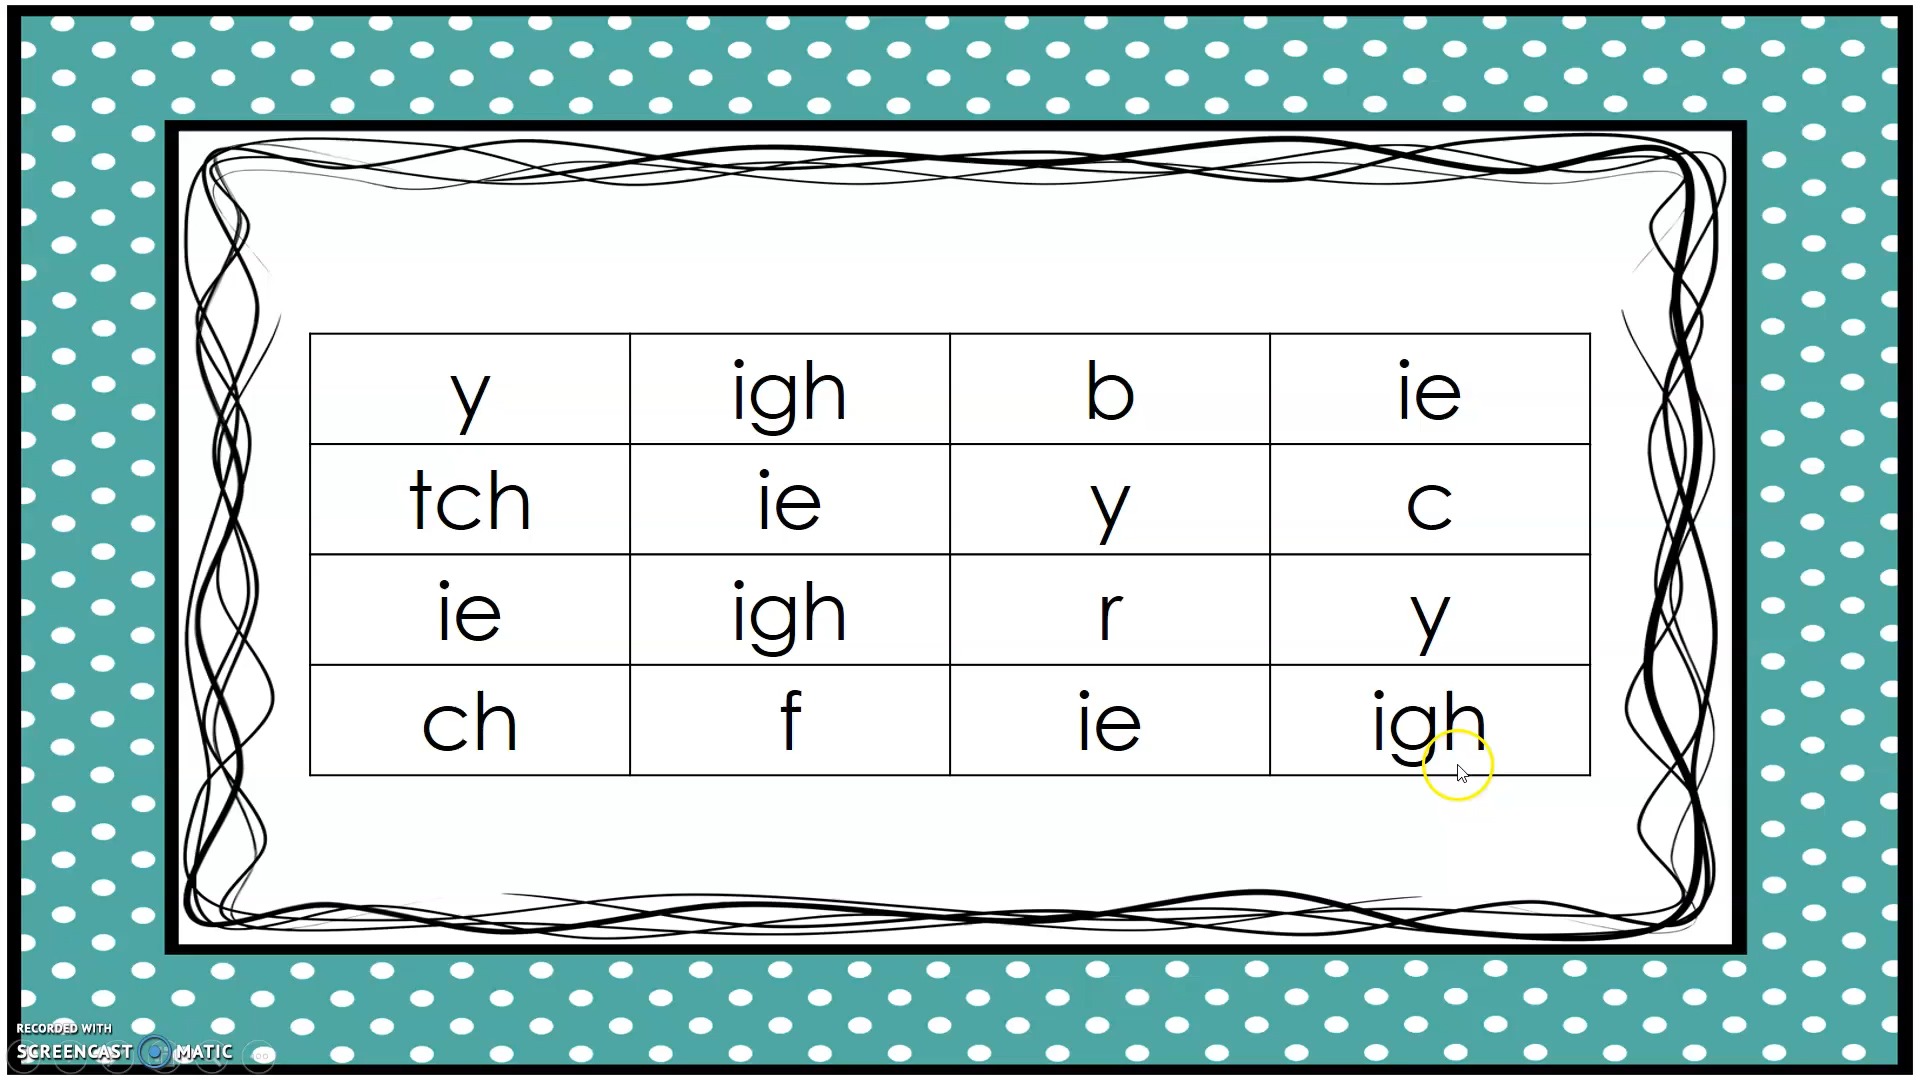 y igh b ie
tch ie y c
ie igh r y
ch f ie igh
RECORDED WITH
SCREENCAST MATIC